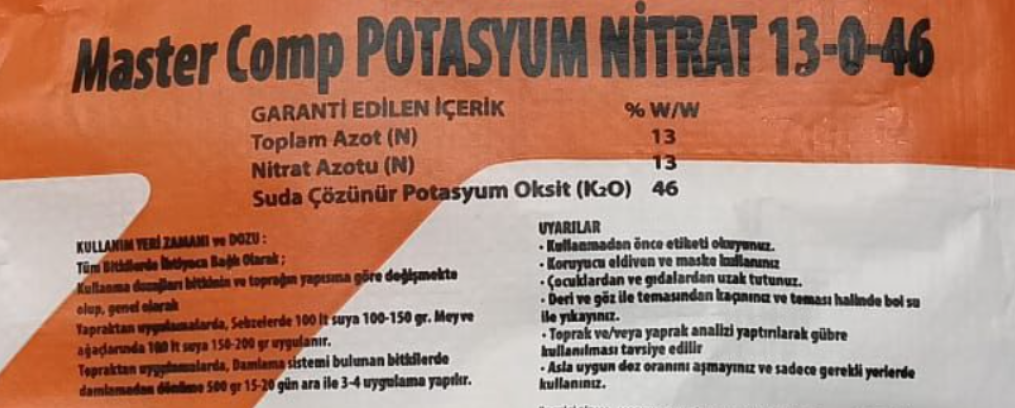 Master Comp POTASYUM NİTRAT 13-0-46
GARANTİ EDİLEN İÇERİK % W/W
Toplam Azot (N) 13
Nitrat Azotu (N) 13
Suda Çözünür Potasyum Oksit (K₂O) 46
KULLANIM YERİ ZAMANI ve DOZU :
Tüm Bitkilerde İhtiyaca Bağlı Olarak ;
Kullanma dozajları bitkinin ve toprağın yapısına göre değişmekte
olup, genel olarak
Yapraktan uygulamalarda, Sebzelerde 100 lt suya 100-150 gr. Meyve
ağaçlarında 100 lt suya 150-200 gr uygulanır.
Topraktan uygulamalarda, Damlama sistemi bulunan bitkilerde
damlamadan dönüme 500 gr 15-20 gün ara ile 3-4 uygulama yapılır.
UYARILAR
- Kullanmadan önce etiketi okuyunuz.
- Koruyucu eldiven ve maske kullanınız
- Çocuklardan ve gıdalardan uzak tutunuz.
- Deri ve göz ile temasından kaçınınız ve teması halinde bol su
ile yıkayınız.
- Toprak ve/veya yaprak analizi yaptırılarak gübre
kullanılması tavsiye edilir
- Asla uygun doz oranını aşmayınız ve sadece gerekli yerlerde
kullanınız.